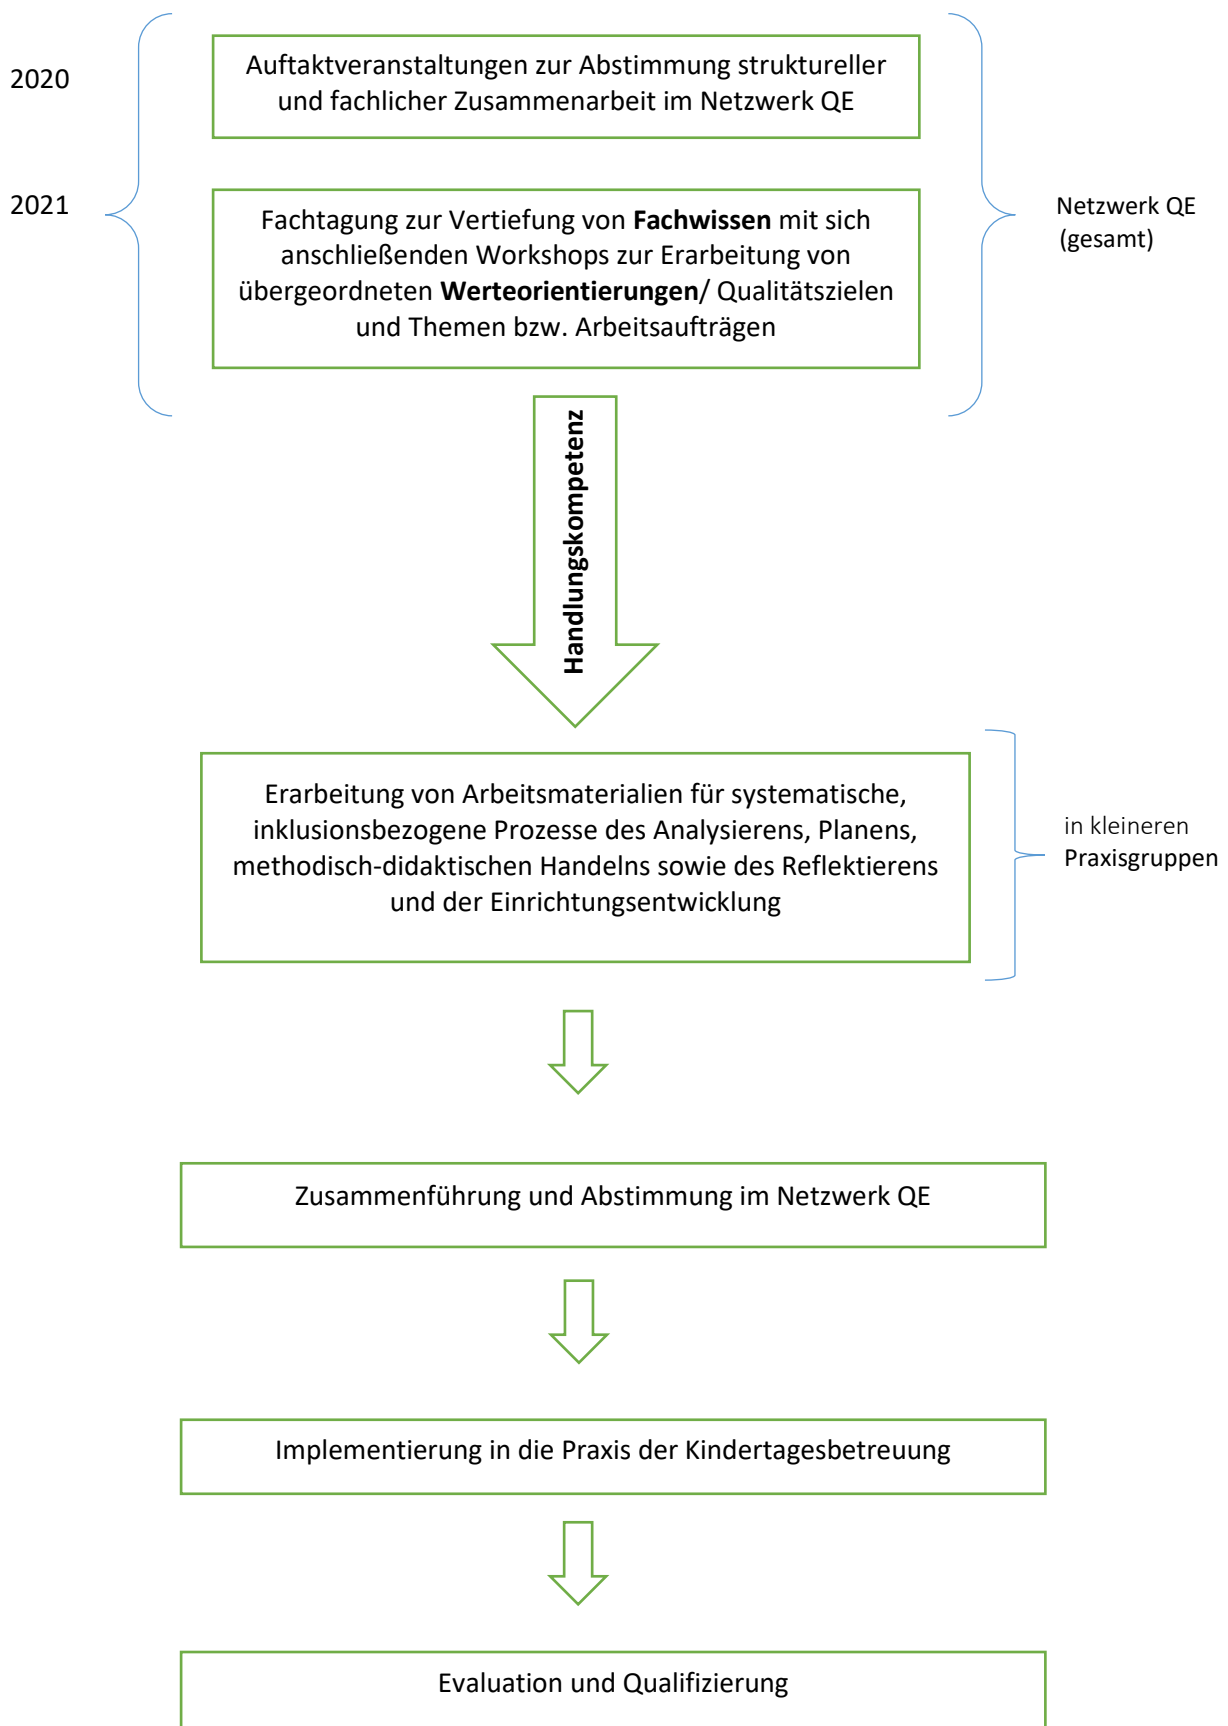 2020
Auftaktveranstaltungen zur Abstimmung struktureller
und fachlicher Zusammenarbeit im Netzwerk QE
2021
Fachtagung zur Vertiefung von Fachwissen mit sich
anschließenden Workshops zur Erarbeitung von
übergeordneten Werteorientierungen/ Qualitätszielen
und Themen bzw. Arbeitsaufträgen
Netzwerk QE
(gesamt)
Handlungskompetenz
Erarbeitung von Arbeitsmaterialien für systematische,
inklusionsbezogene Prozesse des Analysierens, Planens,
methodisch-didaktischen Handelns sowie des Reflektierens
und der Einrichtungsentwicklung
in kleineren
Praxisgruppen
Zusammenführung und Abstimmung im Netzwerk QE
Implementierung in die Praxis der Kindertagesbetreuung
Evaluation und Qualifizierung